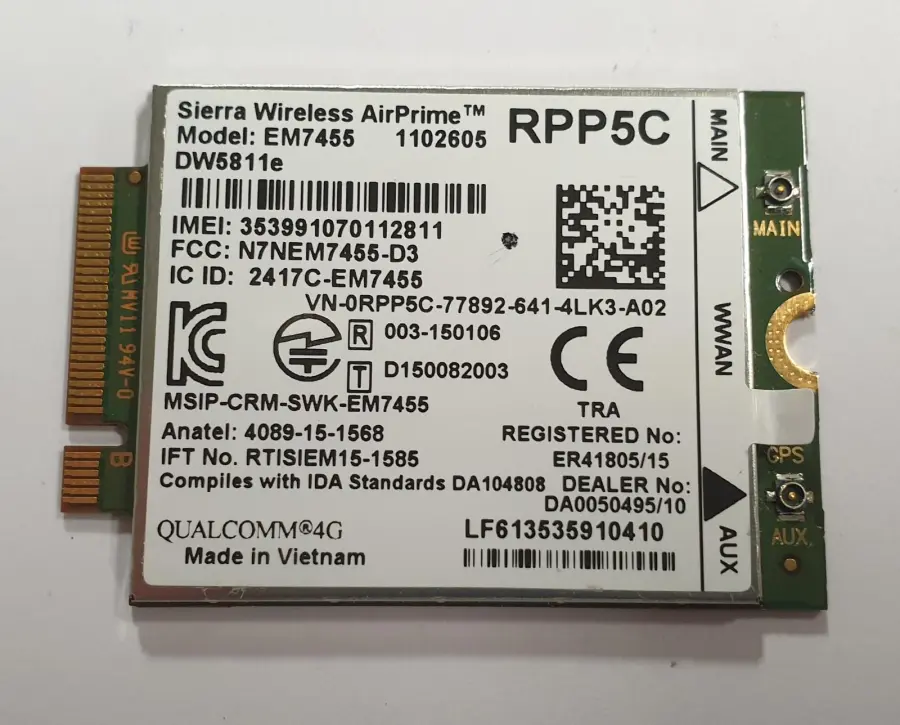 Sierra Wireless AirPrime™
Model: EM7455 1102605
RPP5C
DW5811e
IMEI: 353991070112811
FCC: N7NEM7455-D3
IC ID: 2417C-EM7455
VN-0RPP5C-77892-641-4LK3-A02
R 003-150106
T D150082003
CE
MSIP-CRM-SWK-EM7455
TRA
Anatel: 4089-15-1568
REGISTERED No:
IFT No. RTISIEM15-1585
ER41805/15
Compiles with IDA Standards DA104808
DEALER No:
DA0050495/10
QUALCOMM®4G
LF613535910410
Made in Vietnam
MAIN
WWAN
AUX
MAIN
GPS
AUX.
MV11 94V-0
B